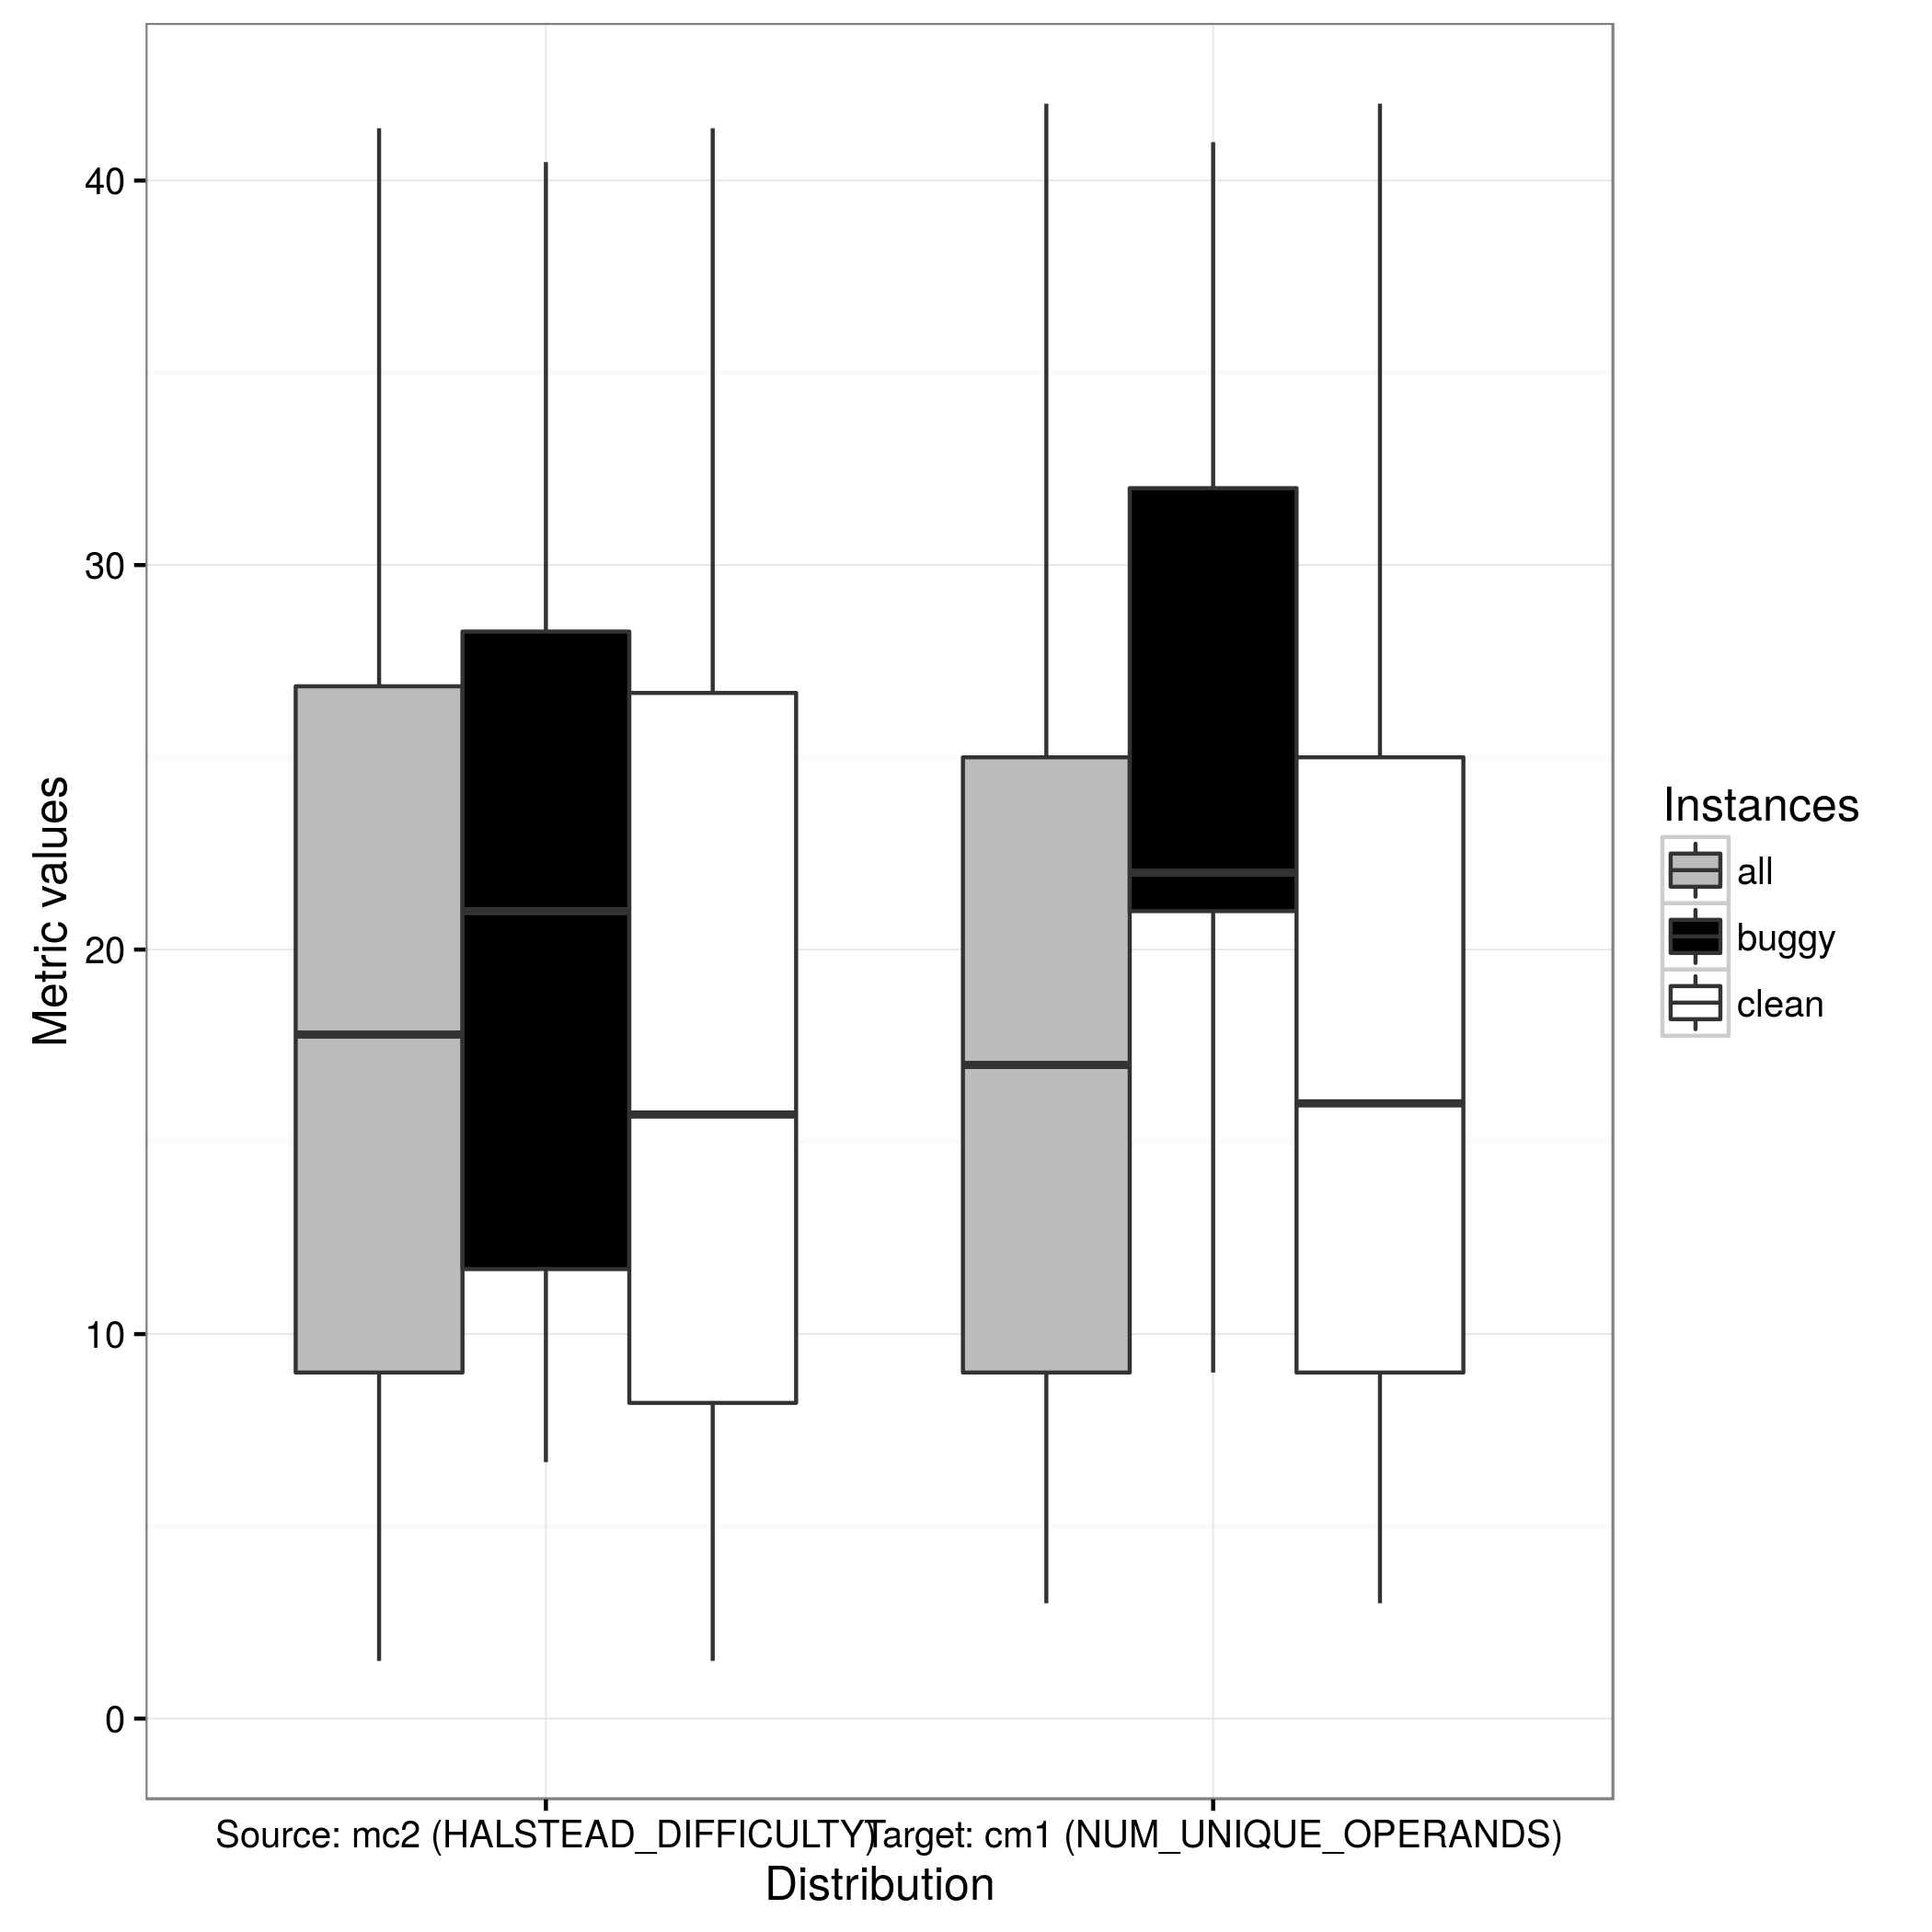 40
30
20
10
0
Metric values
Source: mc2 (HALSTEAD_DIFFICULTY)
Target: cm1 (NUM_UNIQUE_OPERANDS)
Distribution
Instances
all
buggy
clean